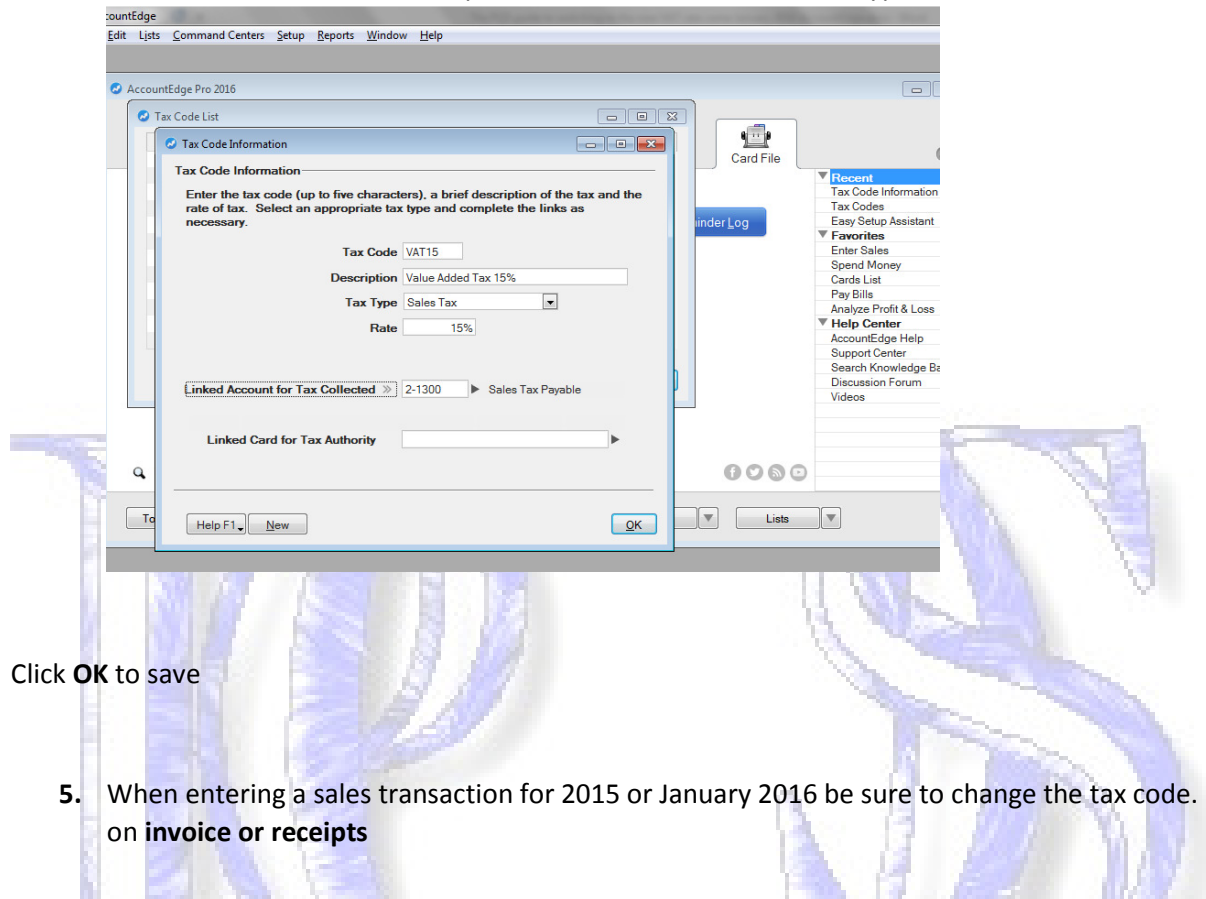 countEdge
Edit Lists Command Centers Setup Reports Window Help
AccountEdge Pro 2016
Tax Code List
Tax Code Information
Card File
Tax Code Information
Enter the tax code (up to five characters), a brief description of the tax and the
rate of tax. Select an appropriate tax type and complete the links as
necessary.
inder Log
Tax Code VAT15
Description Value Added Tax 15%
Tax Type Sales Tax
Rate 15%
Linked Account for Tax Collected >> 2-1300 Sales Tax Payable
Linked Card for Tax Authority
Help F1 New OK
Recent
Tax Code Information
Tax Codes
Easy Setup Assistant
Favorites
Enter Sales
Spend Money
Cards List
Pay Bills
Analyze Profit & Loss
Help Center
AccountEdge Help
Support Center
Search Knowledge Ba
Discussion Forum
Videos
To
Lists
Click OK to save
5. When entering a sales transaction for 2015 or January 2016 be sure to change the tax code.
on invoice or receipts